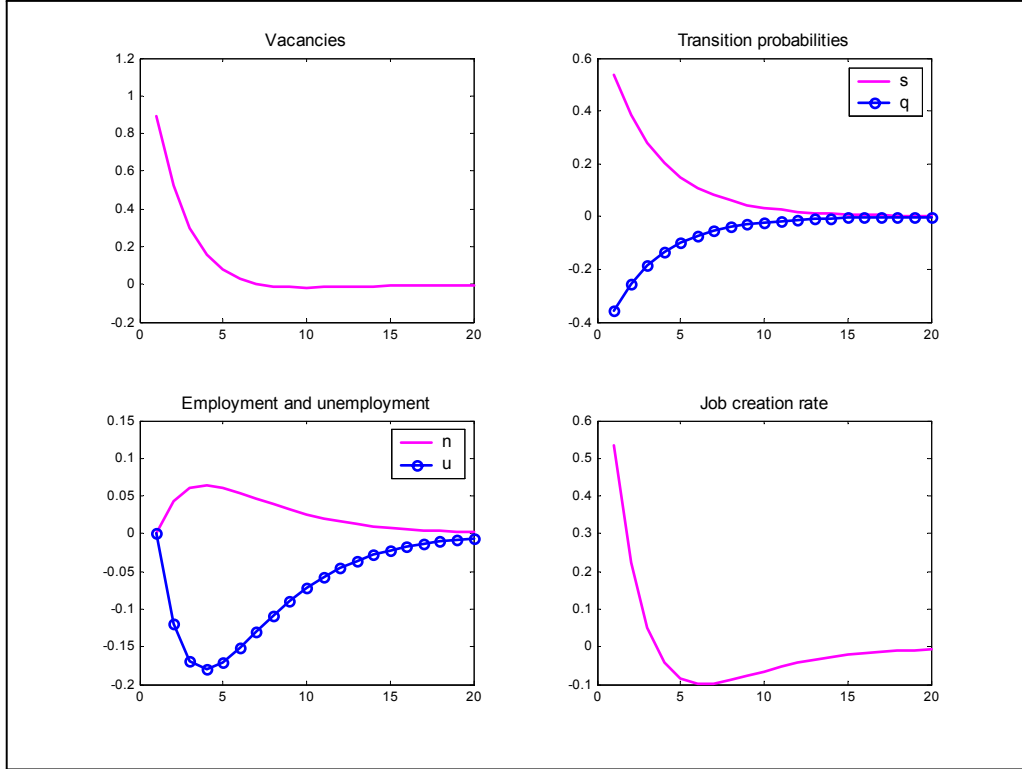 Vacancies
1.2
1
0.8
0.6
0.4
0.2
0
-0.2
0 5 10 15 20
Transition probabilities
0.6
0.4
0.2
0
-0.2
-0.4
s
q
0 5 10 15 20
Employment and unemployment
0.15
0.1
0.05
0
-0.05
-0.1
-0.15
-0.2
n
u
0 5 10 15 20
Job creation rate
0.6
0.5
0.4
0.3
0.2
0.1
0
-0.1
0 5 10 15 20